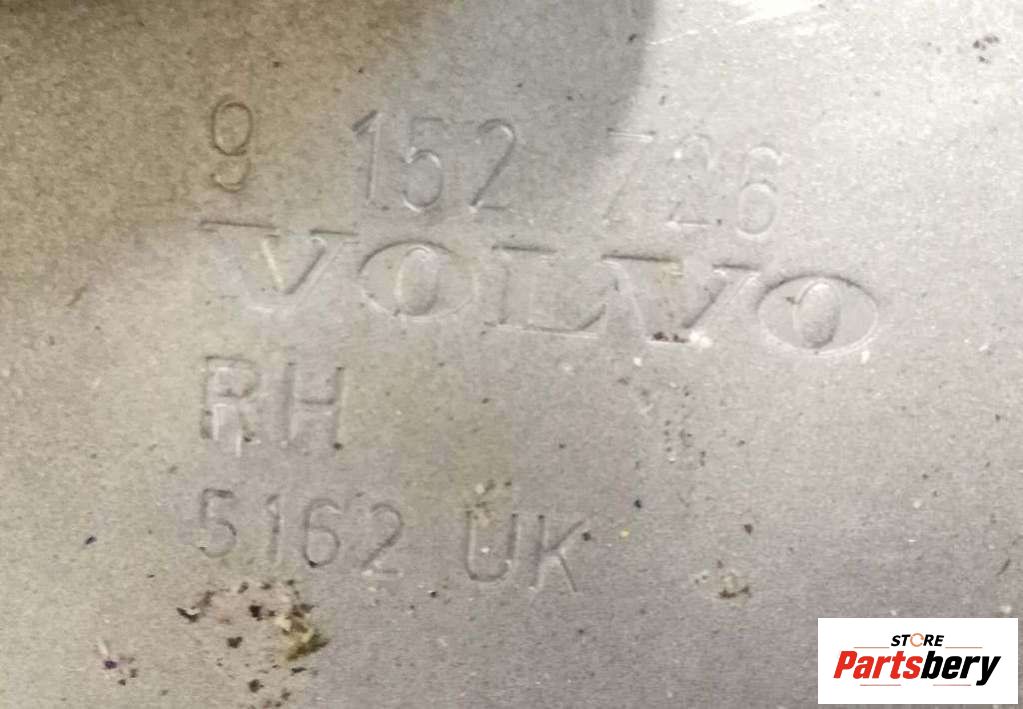 9 152 726
VOLVO
RH
5162 UK
STORE
Partsbery